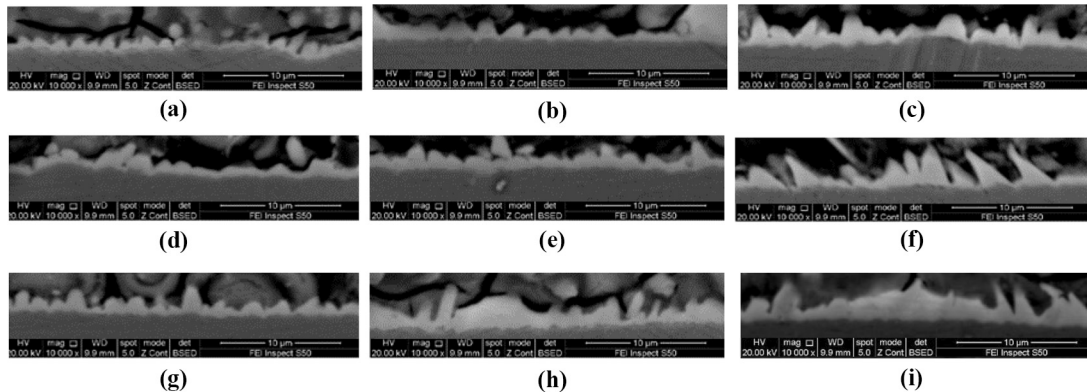 HV mag WD spot mode det 10 µm
20.00 kV 10 000 x 9.9 mm 5.0 Z Cont BSED FEI Inspect S50
HV mag WD spot mode det 10 µm
20.00 kV 10 000 x 9.9 mm 5.0 Z Cont BSED FEI Inspect S50
HV mag WD spot mode det 10 µm
20.00 kV 10 000 x 9.9 mm 5.0 Z Cont BSED FEI Inspect S50
(a) (b) (c)
HV mag WD spot mode det 10 µm
20.00 kV 10 000 x 9.9 mm 5.0 Z Cont BSED FEI Inspect S50
HV mag WD spot mode det 10 µm
20.00 kV 10 000 x 9.9 mm 5.0 Z Cont BSED FEI Inspect S50
HV mag WD spot mode det 10 µm
20.00 kV 10 000 x 9.9 mm 5.0 Z Cont BSED FEI Inspect S50
(d) (e) (f)
HV mag WD spot mode det 10 µm
20.00 kV 10 000 x 9.9 mm 5.0 Z Cont BSED FEI Inspect S50
HV mag WD spot mode det 10 µm
20.00 kV 10 000 x 9.9 mm 5.0 Z Cont BSED FEI Inspect S50
HV mag WD spot mode det 10 µm
20.00 kV 10 000 x 9.9 mm 5.0 Z Cont BSED FEI Inspect S50
(g) (h) (i)